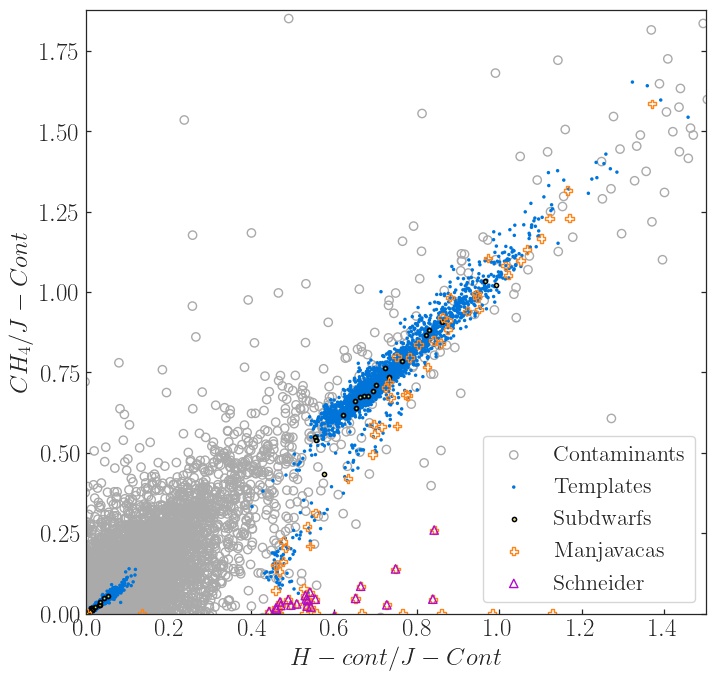 1.75
1.50
1.25
1.00
0.75
0.50
0.25
0.00
CH4/J − Cont
Contaminants
Templates
Subdwarfs
Manjavacas
Schneider
0.0 0.2 0.4 0.6 0.8 1.0 1.2 1.4
H − cont/J − Cont